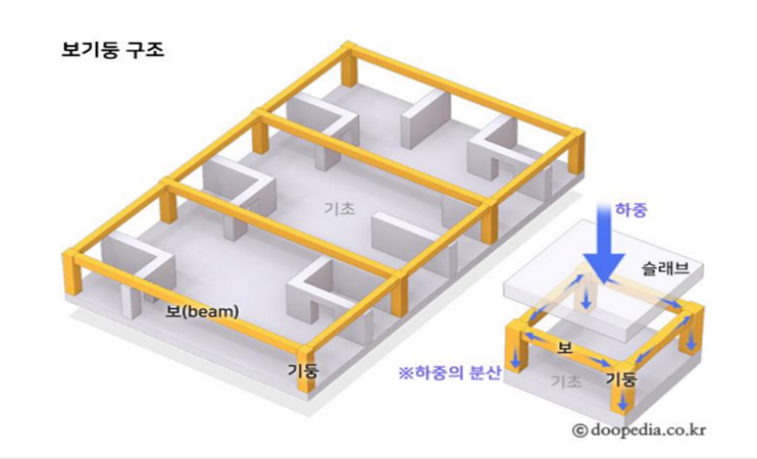 보기둥 구조
기초
보(beam)
기둥
하중
슬래브
보
※하중의 분산
기초
기둥
©doopedia.co.kr